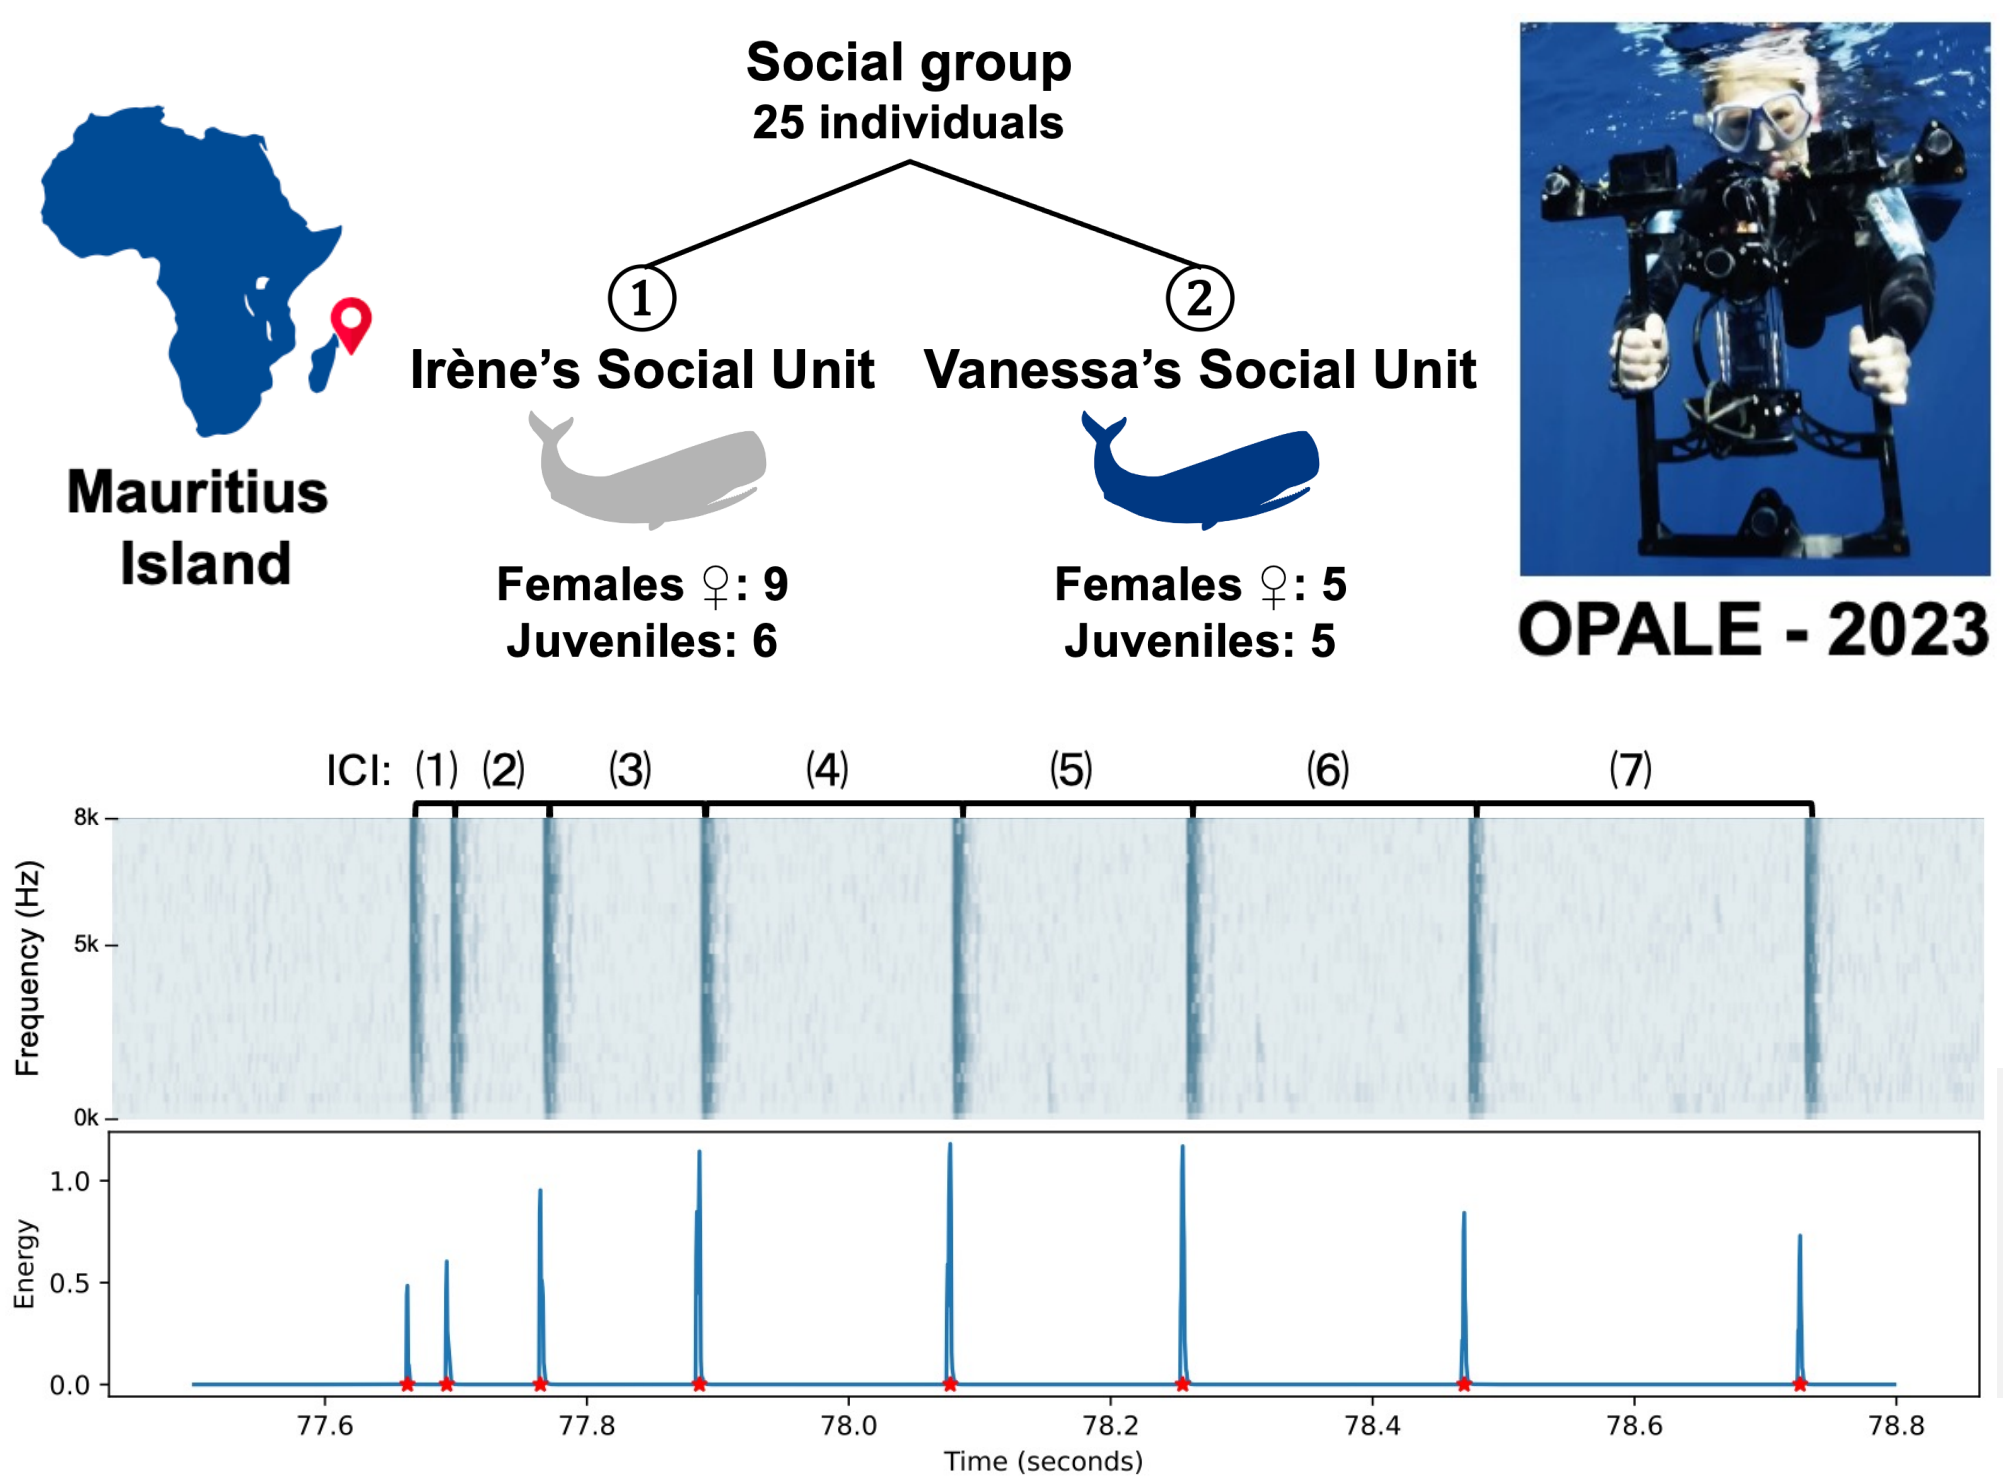 Social group
25 individuals
Mauritius
Island
1
Irène’s Social Unit
Females ♀: 9
Juveniles: 6
2
Vanessa’s Social Unit
Females ♀: 5
Juveniles: 5
OPALE - 2023
ICI: (1) (2) (3) (4) (5) (6) (7)
Frequency (Hz)
8k
5k
0k
Energy
1.0
0.5
0.0
77.6 77.8 78.0 78.2 78.4 78.6 78.8
Time (seconds)